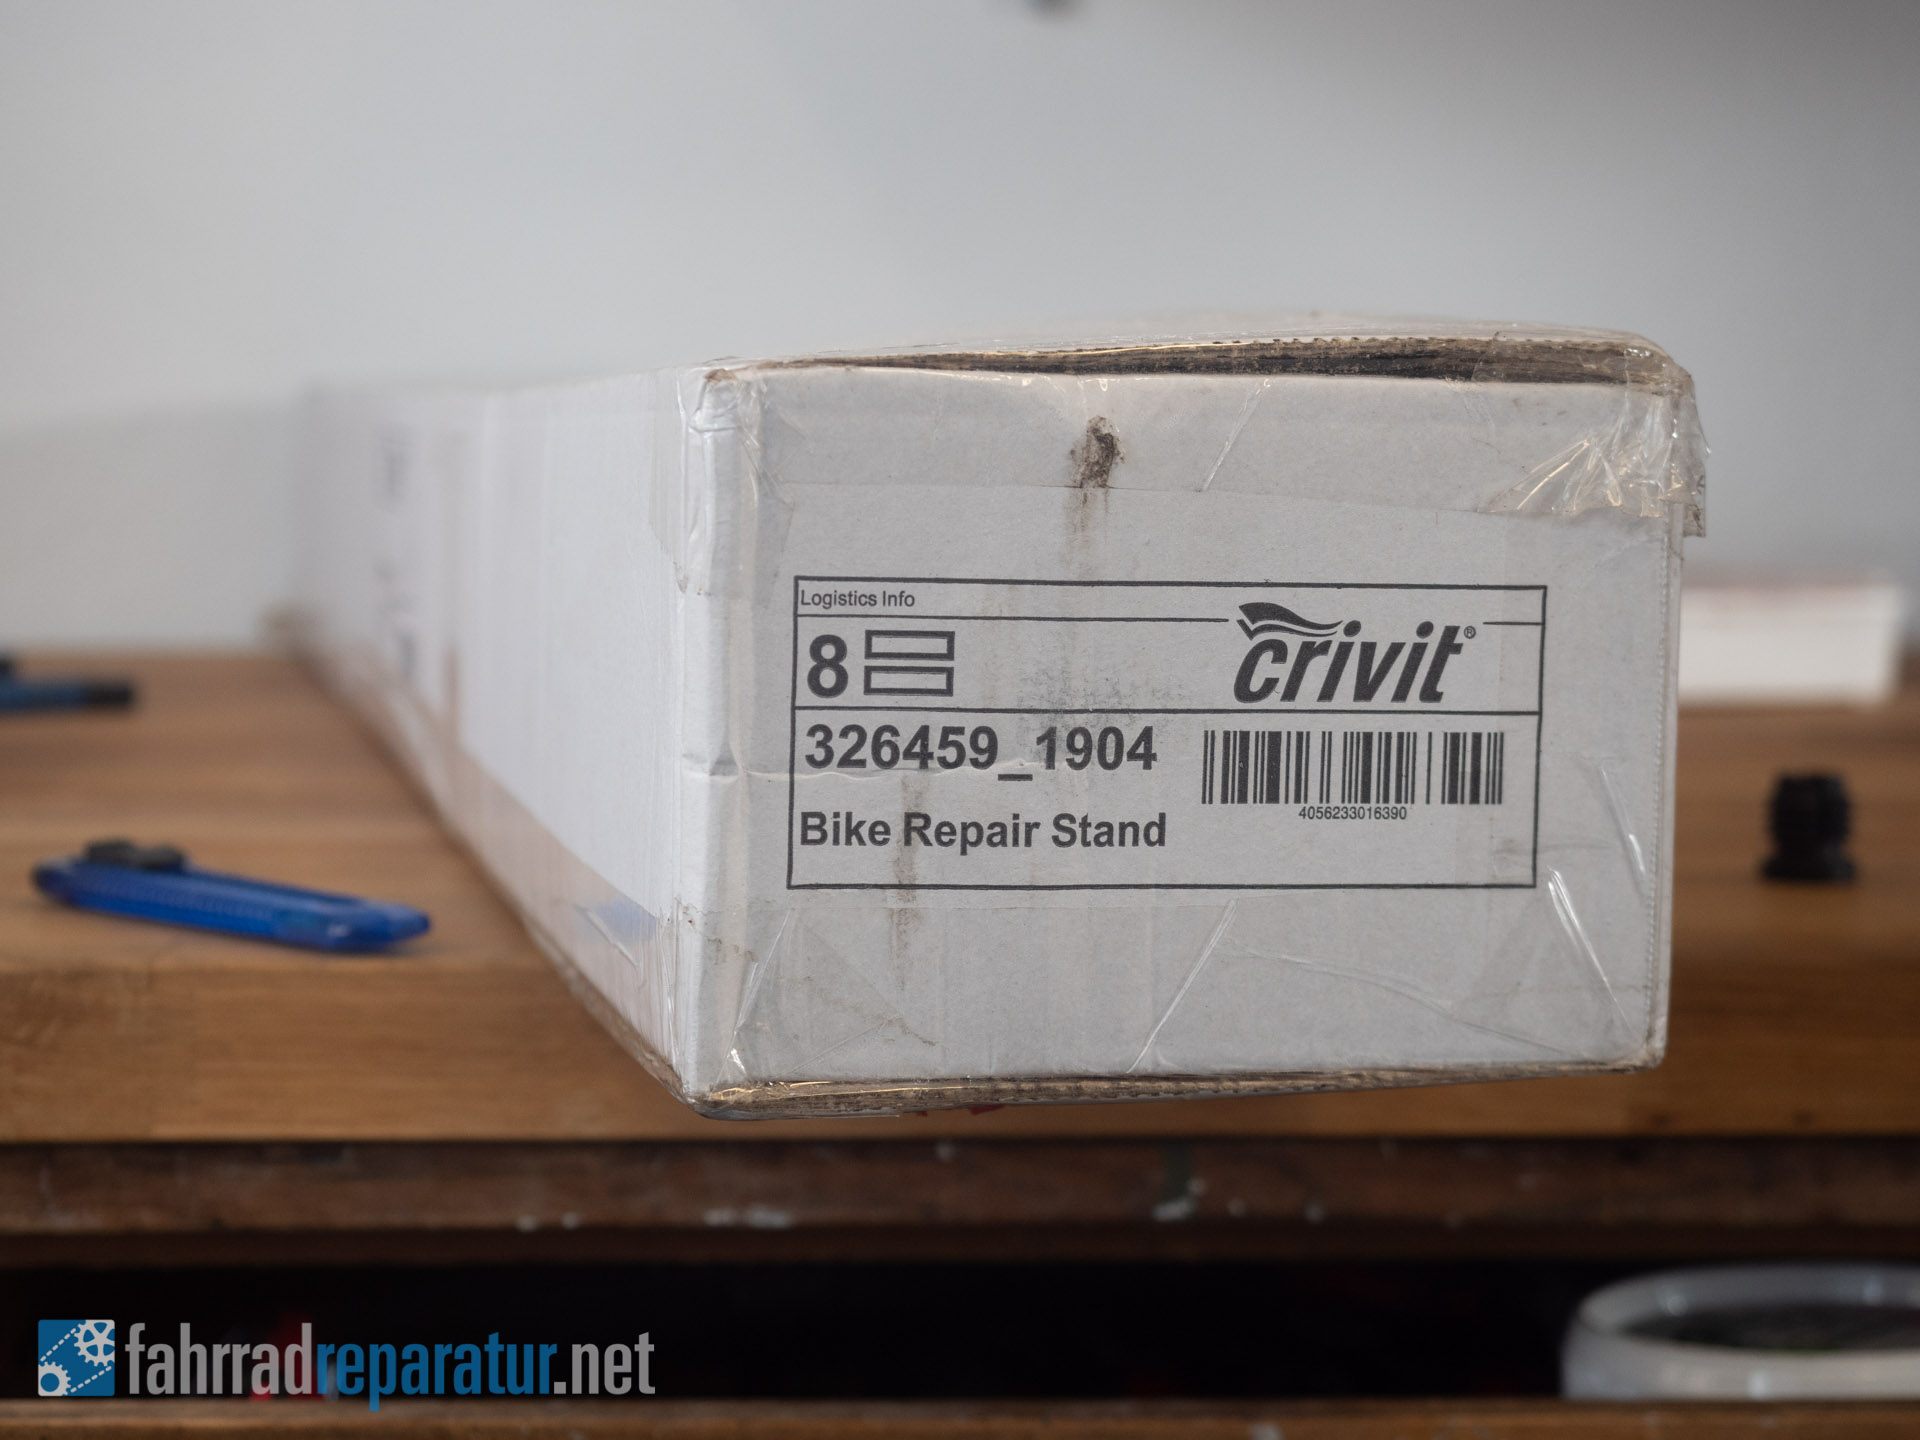 Logistics Info
8
crivit®
326459_1904
4056233016390
Bike Repair Stand
fahrradreparatur.net